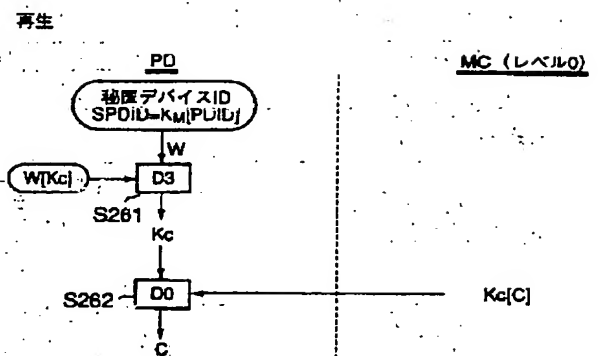 再生
PD
MC (レベル0)
秘匿デバイスID
SPDID=KM[PDID]
W
W[Kc]
D3
S261
Kc
S262
D0
Kc[C]
C